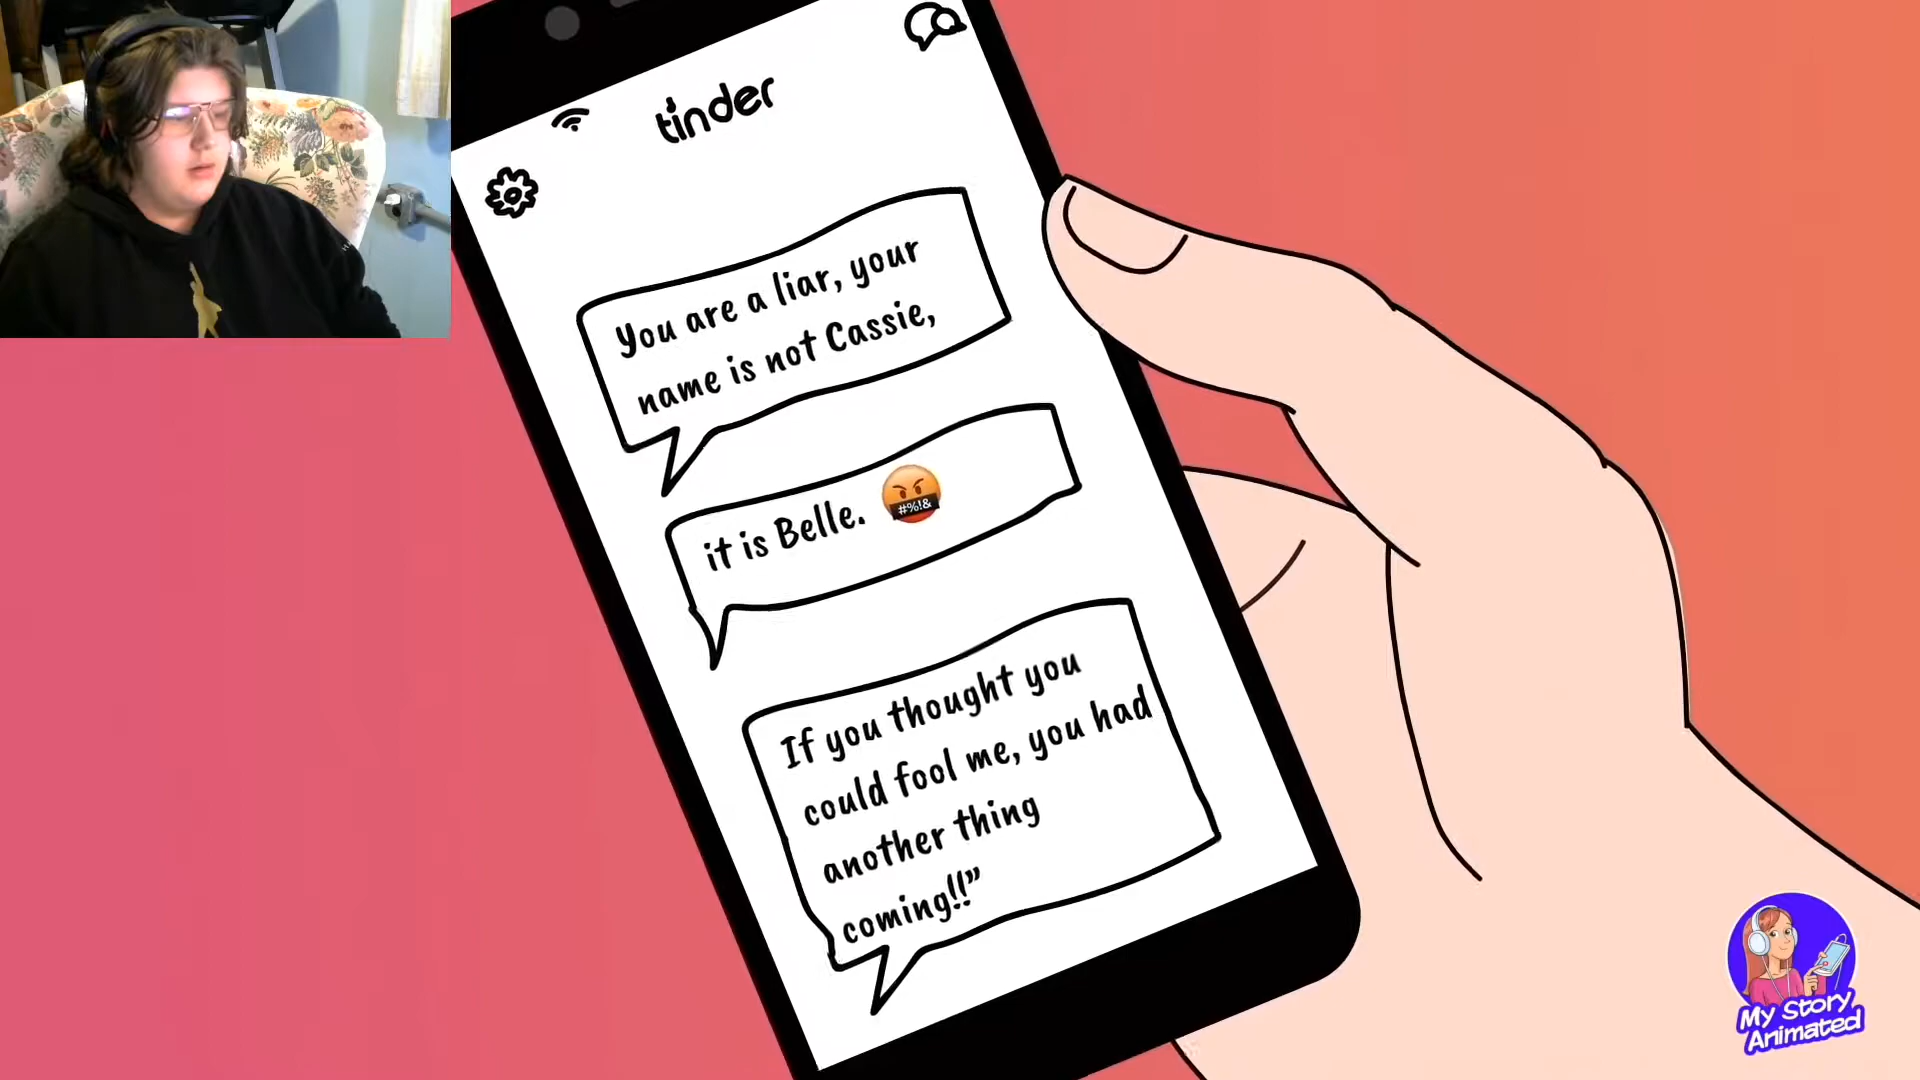 tinder
You are a liar, your
name is not Cassie,
it is Belle.
#%!&
If you thought you
could fool me, you had
another thing
coming!!”
My Story
Animated